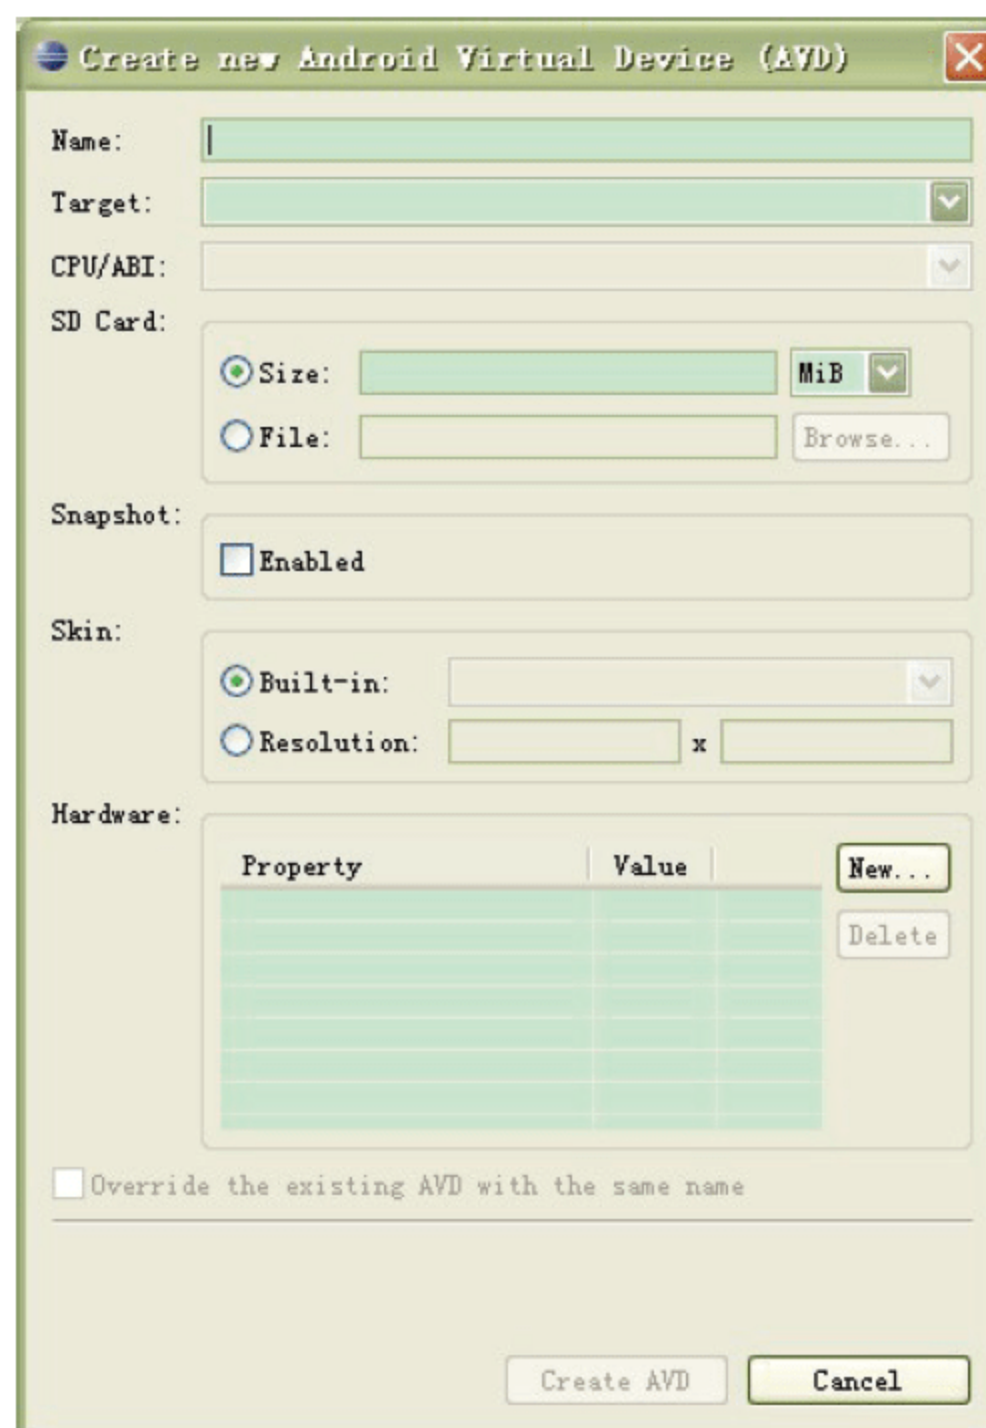 Create new Android Virtual Device (AVD)
Name:
Target:
CPU/ABI:
SD Card:
Size: MiB
File: Browse...
Snapshot:
Enabled
Skin:
Built-in:
Resolution: x
Hardware:
Property Value New...
Delete
Override the existing AVD with the same name
Create AVD Cancel